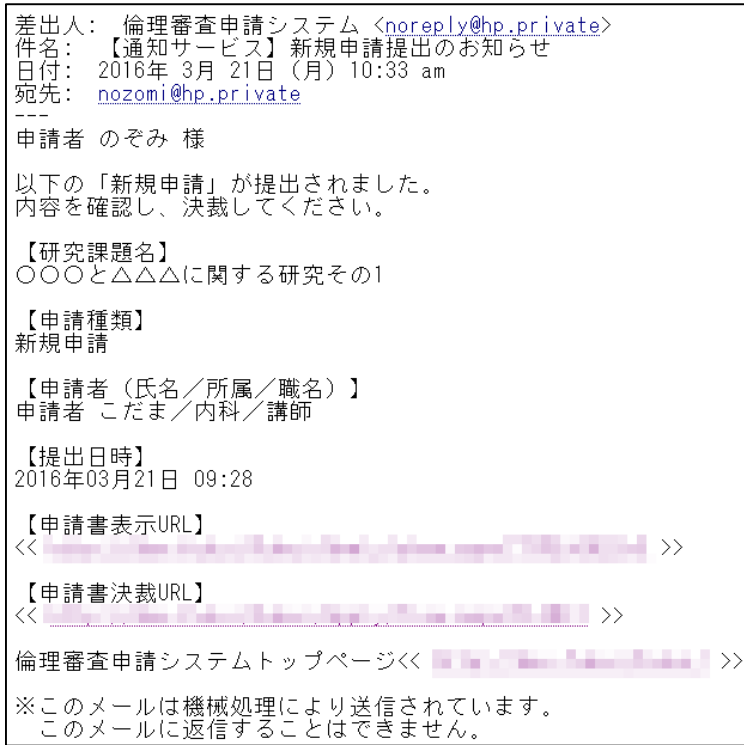 差出人: 倫理審査申請システム <noreply@hp.private>
件名: 【通知サービス】新規申請提出のお知らせ
日付: 2016年 3月 21日 (月) 10:33 am
宛先: nozomi@hp.private
---
申請者 のぞみ 様
以下の「新規申請」が提出されました。
内容を確認し、決裁してください。
【研究課題名】
○○○と△△△に関する研究その1
【申請種類】
新規申請
【申請者（氏名／所属／職名）】
申請者 こだま／内科／講師
【提出日時】
2016年03月21日 09:28
【申請書表示URL】
<< >>
【申請書決裁URL】
<< >>
倫理審査申請システムトップページ<< >>
※このメールは機械処理により送信されています。
このメールに返信することはできません。